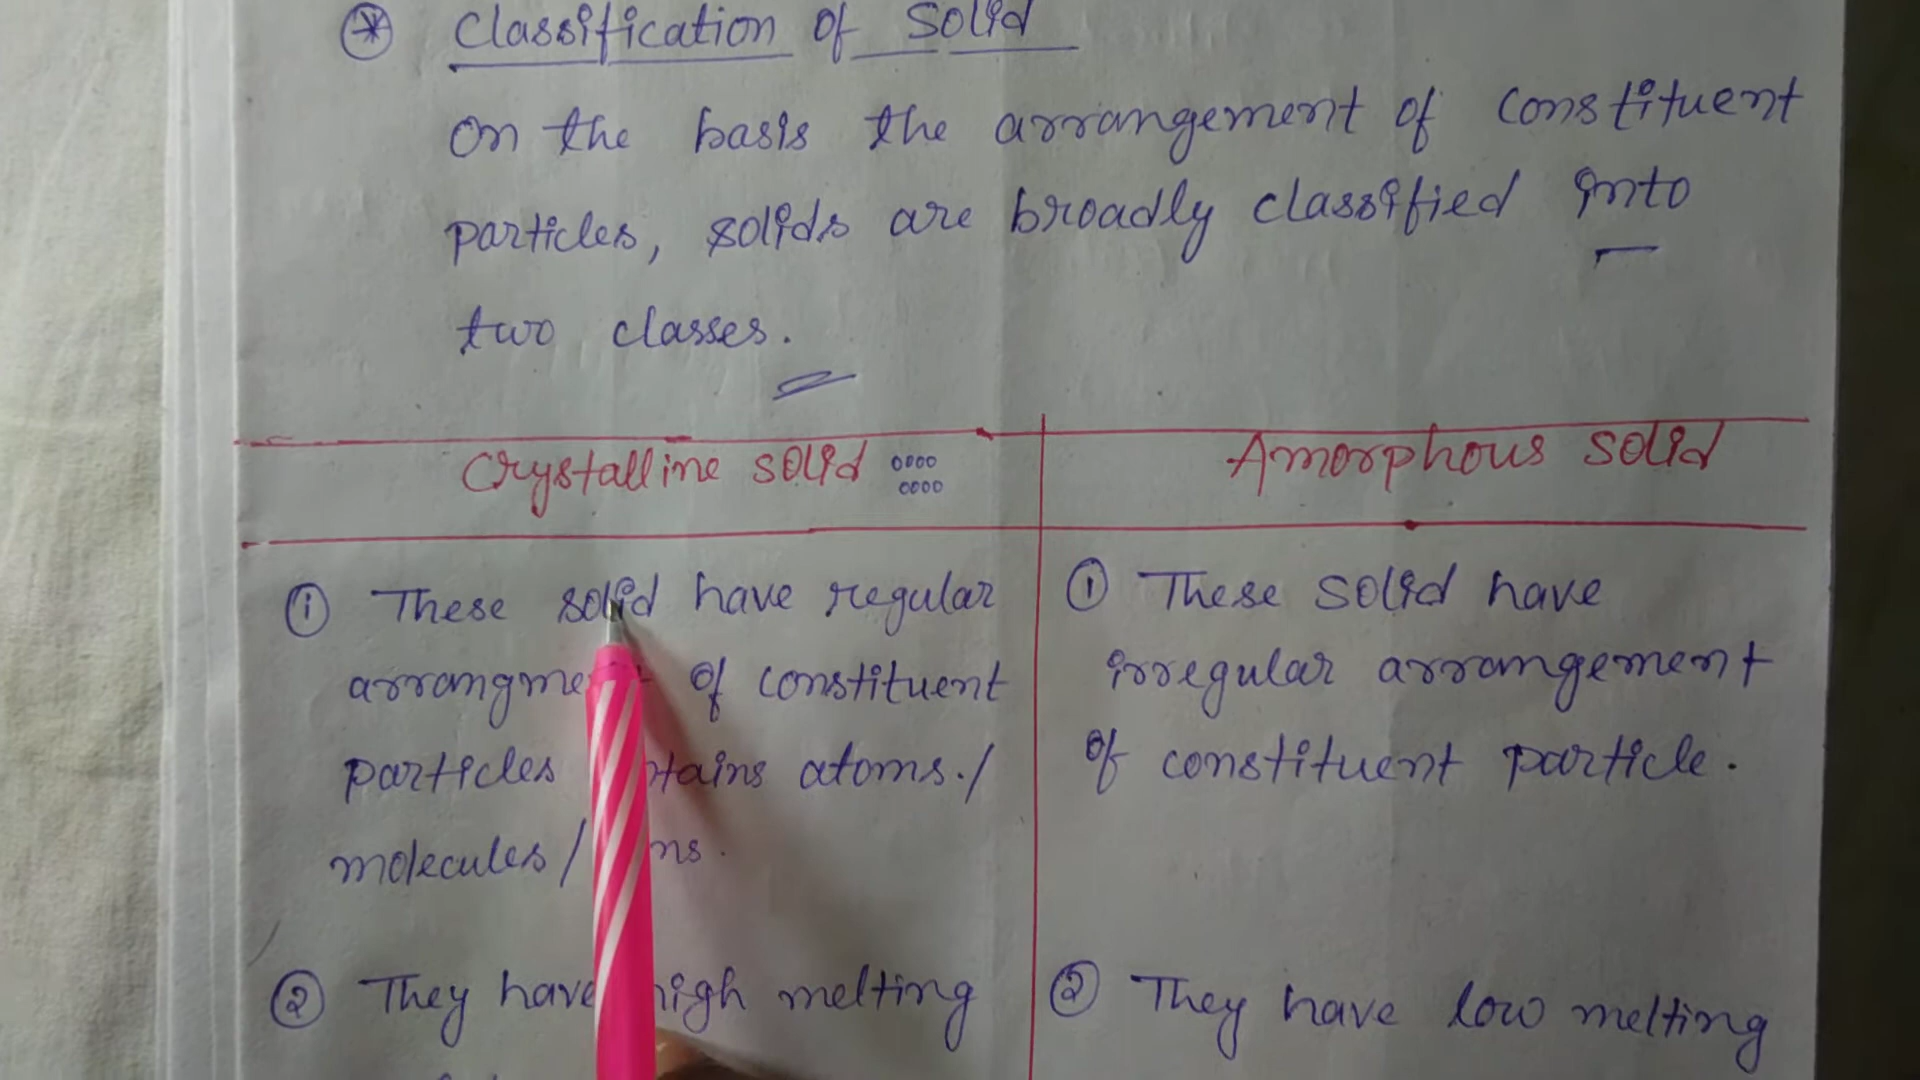 Classification of Solid
On the basis the arrangement of constituent
particles, solids are broadly classified into
two classes.
Crystalline solid
Amorphous solid
① These solid have regular
arrangment of constituent
particles atoms./
molecules/
② They have high melting
① These solid have
irregular arrangement
of constituent particle.
② They have low melting